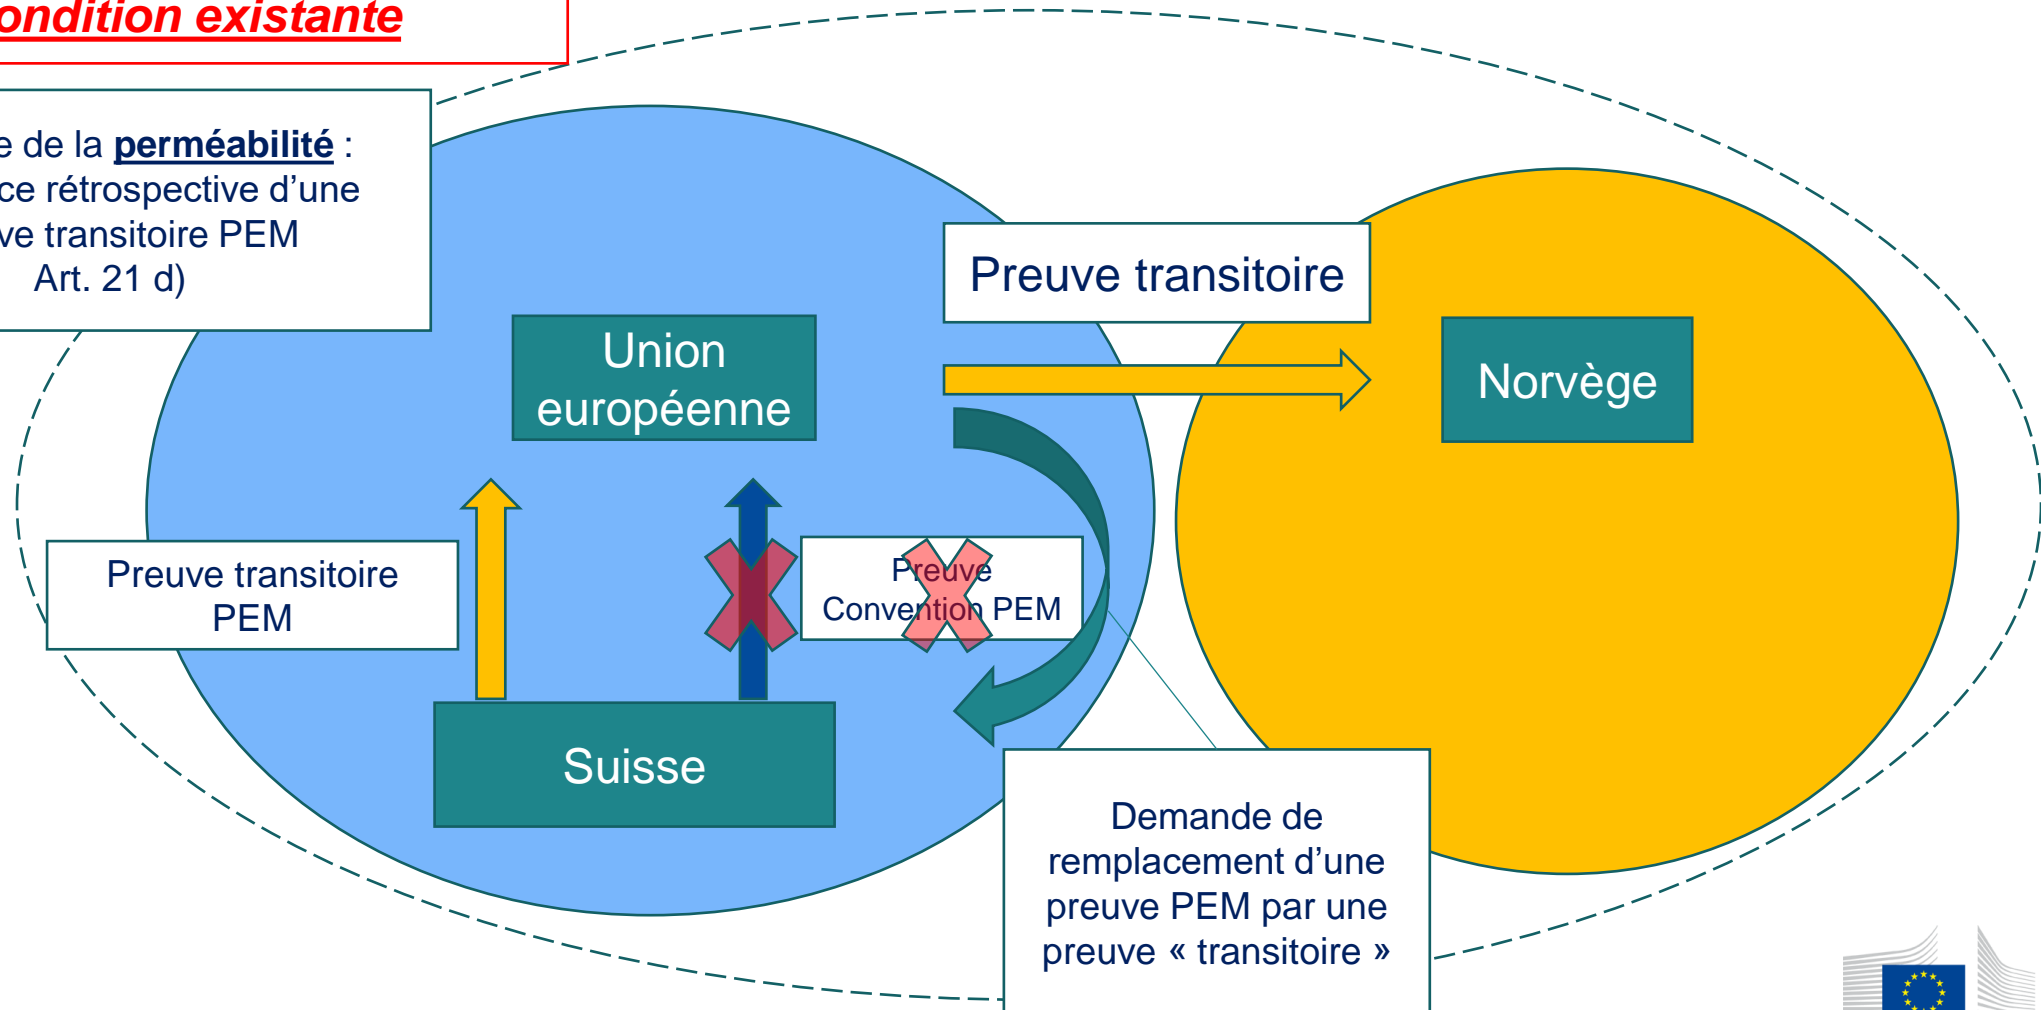 ondition existante
e de la perméabilité :
ce rétrospective d’une
ve transitoire PEM
Art. 21 d)
Preuve transitoire
Union
européenne
Norvège
Preuve transitoire
PEM
Preuve
Convention PEM
Suisse
Demande de
remplacement d’une
preuve PEM par une
preuve « transitoire »